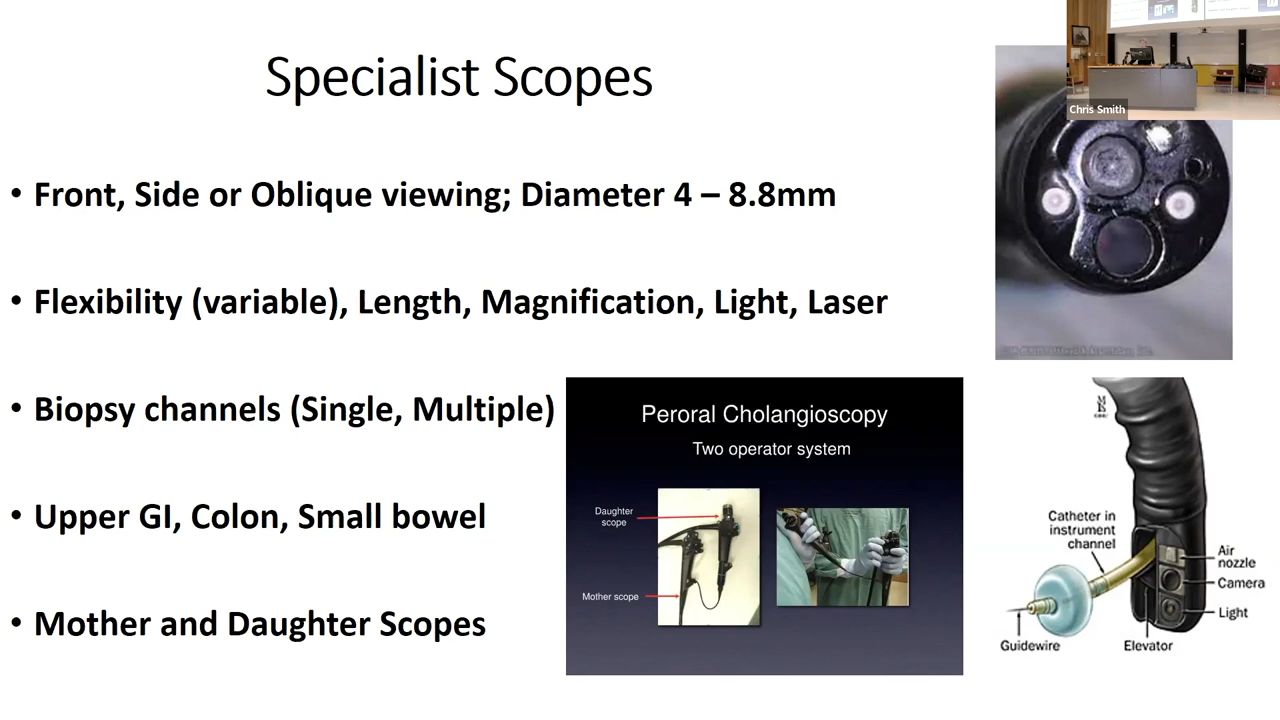 Specialist Scopes
Chris Smith
• Front, Side or Oblique viewing; Diameter 4 – 8.8mm
• Flexibility (variable), Length, Magnification, Light, Laser
• Biopsy channels (Single, Multiple)
• Upper GI, Colon, Small bowel
• Mother and Daughter Scopes
Peroral Cholangioscopy
Two operator system
Daughter
scope
Mother scope
Catheter in
instrument
channel
Air
nozzle
Camera
Light
Guidewire
Elevator